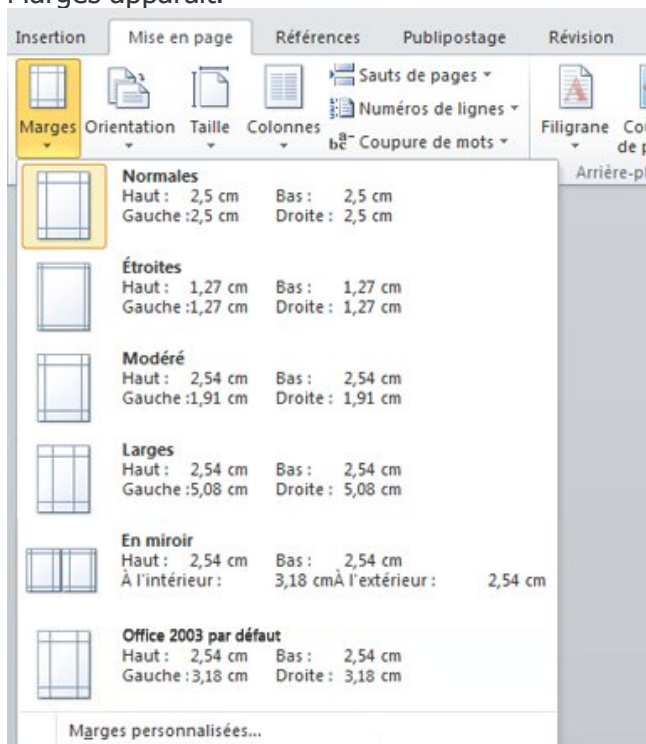 Marges apparaît.
Insertion Mise en page Références Publipostage Révision
Marges Orientation Taille Colonnes
Sauts de pages
Numéros de lignes
Coupure de mots
Filigrane
de p
Arrière-pl
Normales
Haut : 2,5 cm Bas : 2,5 cm
Gauche :2,5 cm Droite : 2,5 cm
Étroites
Haut : 1,27 cm Bas : 1,27 cm
Gauche :1,27 cm Droite : 1,27 cm
Modéré
Haut : 2,54 cm Bas : 2,54 cm
Gauche :1,91 cm Droite : 1,91 cm
Larges
Haut : 2,54 cm Bas : 2,54 cm
Gauche :5,08 cm Droite : 5,08 cm
En miroir
Haut : 2,54 cm Bas : 2,54 cm
À l'intérieur : 3,18 cmÀ l'extérieur : 2,54 cm
Office 2003 par défaut
Haut : 2,54 cm Bas : 2,54 cm
Gauche :3,18 cm Droite : 3,18 cm
Marges personnalisées...